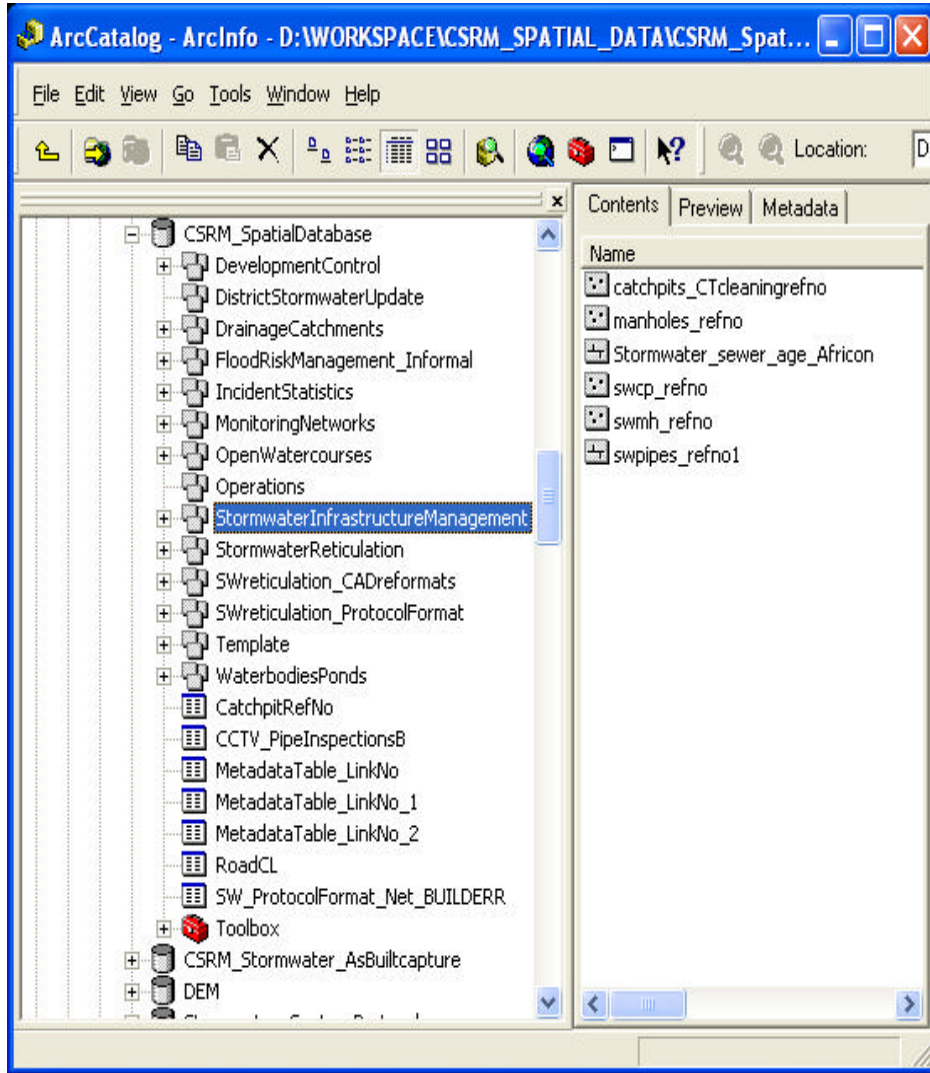 ArcCatalog - ArcInfo - D:\WORKSPACE\CSRM_SPATIAL_DATA\CSRM_Spat...
File Edit View Go Tools Window Help
Location: D
Contents Preview Metadata
Name
catchpits_CTcleaningrefno
manholes_refno
Stormwater_sewer_age_Africon
swcp_refno
swmh_refno
swpipes_refno1
CSRM_SpatialDatabase
DevelopmentControl
DistrictStormwaterUpdate
DrainageCatchments
FloodRiskManagement_Informal
IncidentStatistics
MonitoringNetworks
OpenWatercourses
Operations
StormwaterInfrastructureManagement
StormwaterReticulation
SWreticulation_CADreformats
SWreticulation_ProtocolFormat
Template
WaterbodiesPonds
CatchpitRefNo
CCTV_PipeInspectionsB
MetadataTable_LinkNo
MetadataTable_LinkNo_1
MetadataTable_LinkNo_2
RoadCL
SW_ProtocolFormat_Net_BUILDERR
Toolbox
CSRM_Stormwater_AsBuiltcapture
DEM